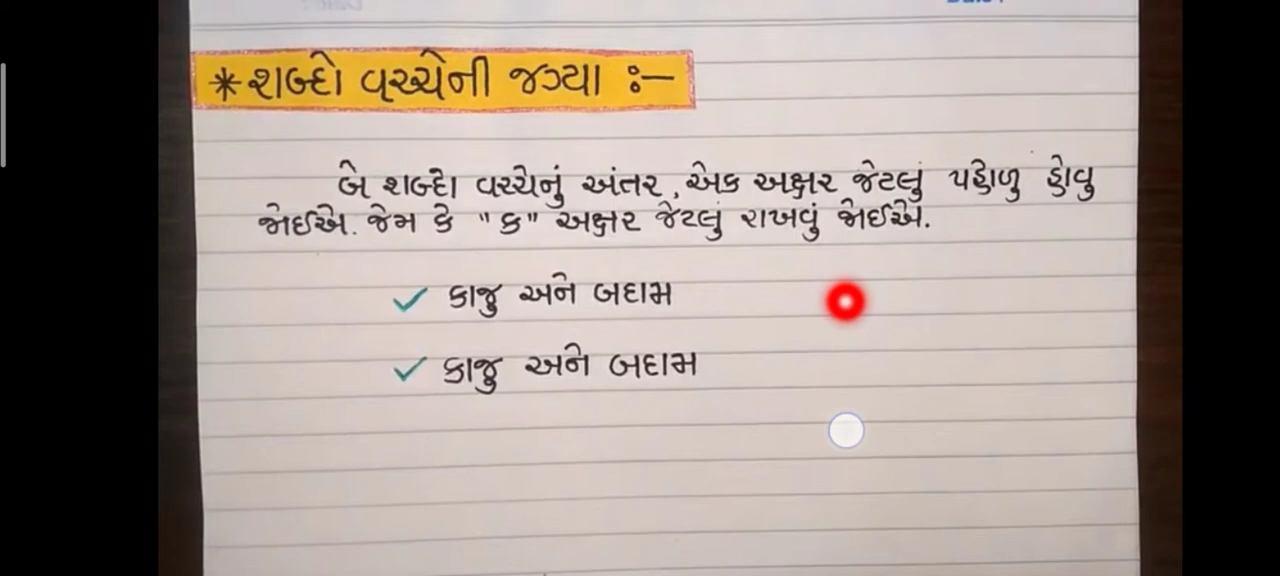 * શબ્દો વચ્ચેની જગ્યા :-
બે શબ્દો વચ્ચેનું અંતર, એક અક્ષર જેટલું પહોળુ હોવુ
જોઈએ. જેમ કે "ક" અક્ષર જેટલું રાખવું જોઈએ.
✓ કાજુ અને બદામ
✓ કાજુ અને બદામ